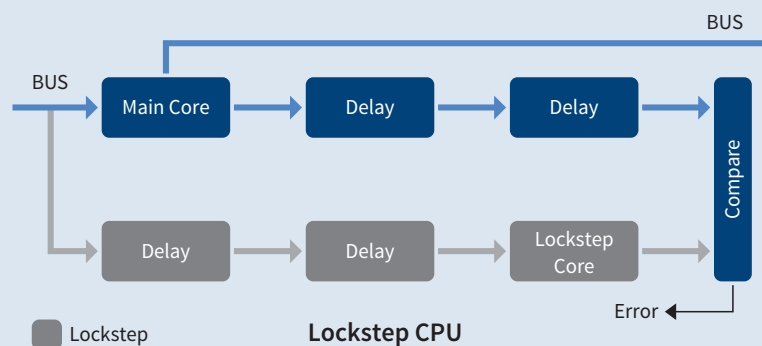 BUS
BUS
Main Core
Delay
Delay
Compare
Delay
Delay
Lockstep
Core
Error
Lockstep
Lockstep CPU